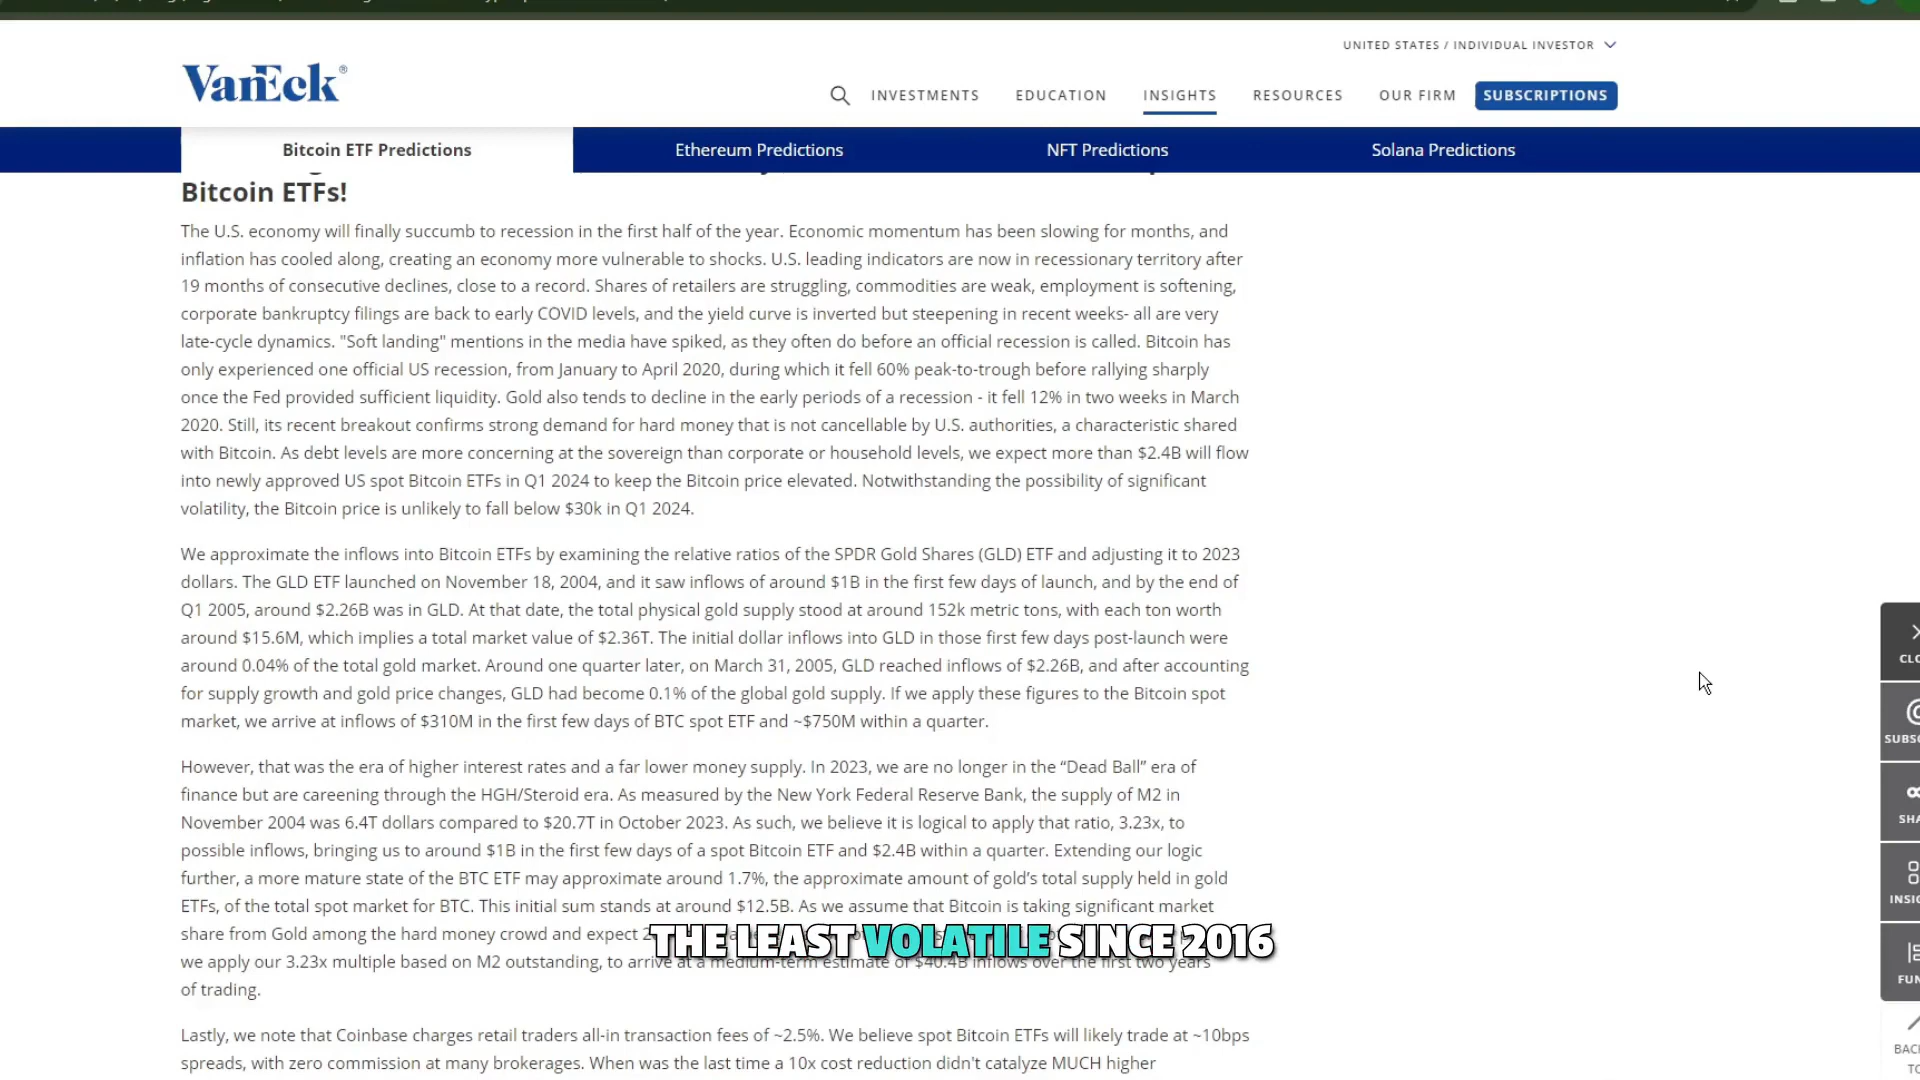 UNITED STATES / INDIVIDUAL INVESTOR
VanEck®
INVESTMENTS
EDUCATION
INSIGHTS
RESOURCES
OUR FIRM
SUBSCRIPTIONS
Bitcoin ETF Predictions
Ethereum Predictions
NFT Predictions
Solana Predictions
Bitcoin ETFs!
The U.S. economy will finally succumb to recession in the first half of the year. Economic momentum has been slowing for months, and
inflation has cooled along, creating an economy more vulnerable to shocks. U.S. leading indicators are now in recessionary territory after
19 months of consecutive declines, close to a record. Shares of retailers are struggling, commodities are weak, employment is softening,
corporate bankruptcy filings are back to early COVID levels, and the yield curve is inverted but steepening in recent weeks- all are very
late-cycle dynamics. "Soft landing" mentions in the media have spiked, as they often do before an official recession is called. Bitcoin has
only experienced one official US recession, from January to April 2020, during which it fell 60% peak-to-trough before rallying sharply
once the Fed provided sufficient liquidity. Gold also tends to decline in the early periods of a recession - it fell 12% in two weeks in March
2020. Still, its recent breakout confirms strong demand for hard money that is not cancellable by U.S. authorities, a characteristic shared
with Bitcoin. As debt levels are more concerning at the sovereign than corporate or household levels, we expect more than $2.4B will flow
into newly approved US spot Bitcoin ETFs in Q1 2024 to keep the Bitcoin price elevated. Notwithstanding the possibility of significant
volatility, the Bitcoin price is unlikely to fall below $30k in Q1 2024.
We approximate the inflows into Bitcoin ETFs by examining the relative ratios of the SPDR Gold Shares (GLD) ETF and adjusting it to 2023
dollars. The GLD ETF launched on November 18, 2004, and it saw inflows of around $1B in the first few days of launch, and by the end of
Q1 2005, around $2.26B was in GLD. At that date, the total physical gold supply stood at around 152k metric tons, with each ton worth
around $15.6M, which implies a total market value of $2.36T. The initial dollar inflows into GLD in those first few days post-launch were
around 0.04% of the total gold market. Around one quarter later, on March 31, 2005, GLD reached inflows of $2.26B, and after accounting
for supply growth and gold price changes, GLD had become 0.1% of the global gold supply. If we apply these figures to the Bitcoin spot
market, we arrive at inflows of $310M in the first few days of BTC spot ETF and ~$750M within a quarter.
However, that was the era of higher interest rates and a far lower money supply. In 2023, we are no longer in the “Dead Ball” era of
finance but are careening through the HGH/Steroid era. As measured by the New York Federal Reserve Bank, the supply of M2 in
November 2004 was 6.4T dollars compared to $20.7T in October 2023. As such, we believe it is logical to apply that ratio, 3.23x, to
possible inflows, bringing us to around $1B in the first few days of a spot Bitcoin ETF and $2.4B within a quarter. Extending our logic
further, a more mature state of the BTC ETF may approximate around 1.7%, the approximate amount of gold’s total supply held in gold
ETFs, of the total spot market for BTC. This initial sum stands at around $12.5B. As we assume that Bitcoin is taking significant market
share from Gold among the hard money crowd and expect
THE LEAST VOLATILE SINCE 2016
we apply our 3.23x multiple based on M2 outstanding, to arrive at a medium-term estimate of $40.4B inflows over the first two years
of trading.
Lastly, we note that Coinbase charges retail traders all-in transaction fees of ~2.5%. We believe spot Bitcoin ETFs will likely trade at ~10bps
spreads, with zero commission at many brokerages. When was the last time a 10x cost reduction didn't catalyze MUCH higher